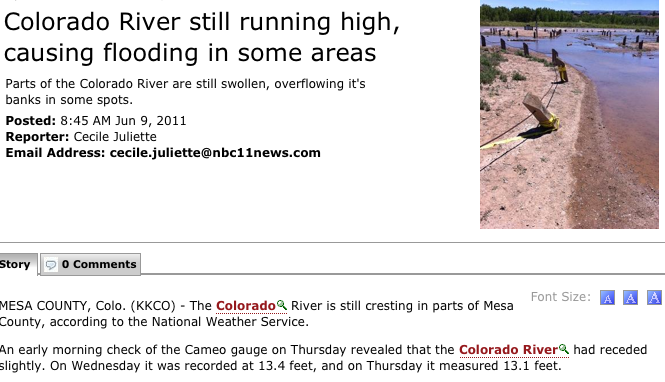 Colorado River still running high,
causing flooding in some areas
Parts of the Colorado River are still swollen, overflowing it's
banks in some spots.
Posted: 8:45 AM Jun 9, 2011
Reporter: Cecile Juliette
Email Address: cecile.juliette@nbc11news.com
Story
0 Comments
Font Size: A A A
MESA COUNTY, Colo. (KKCO) - The Colorado River is still cresting in parts of Mesa
County, according to the National Weather Service.
An early morning check of the Cameo gauge on Thursday revealed that the Colorado River had receded
slightly. On Wednesday it was recorded at 13.4 feet, and on Thursday it measured 13.1 feet.